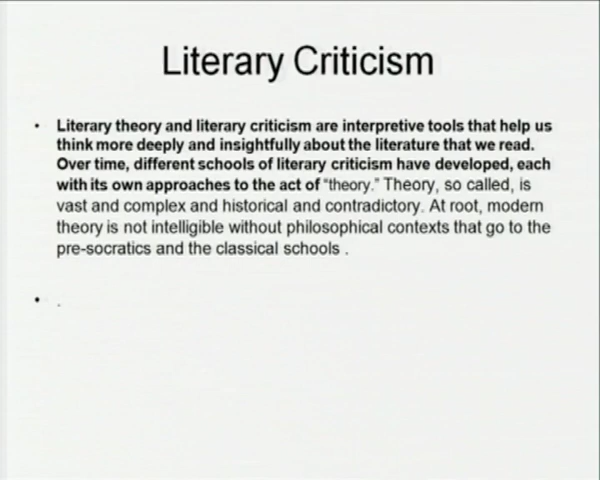 Literary Criticism
• Literary theory and literary criticism are interpretive tools that help us
think more deeply and insightfully about the literature that we read.
Over time, different schools of literary criticism have developed, each
with its own approaches to the act of "theory." Theory, so called, is
vast and complex and historical and contradictory. At root, modern
theory is not intelligible without philosophical contexts that go to the
pre-socratics and the classical schools .
• .